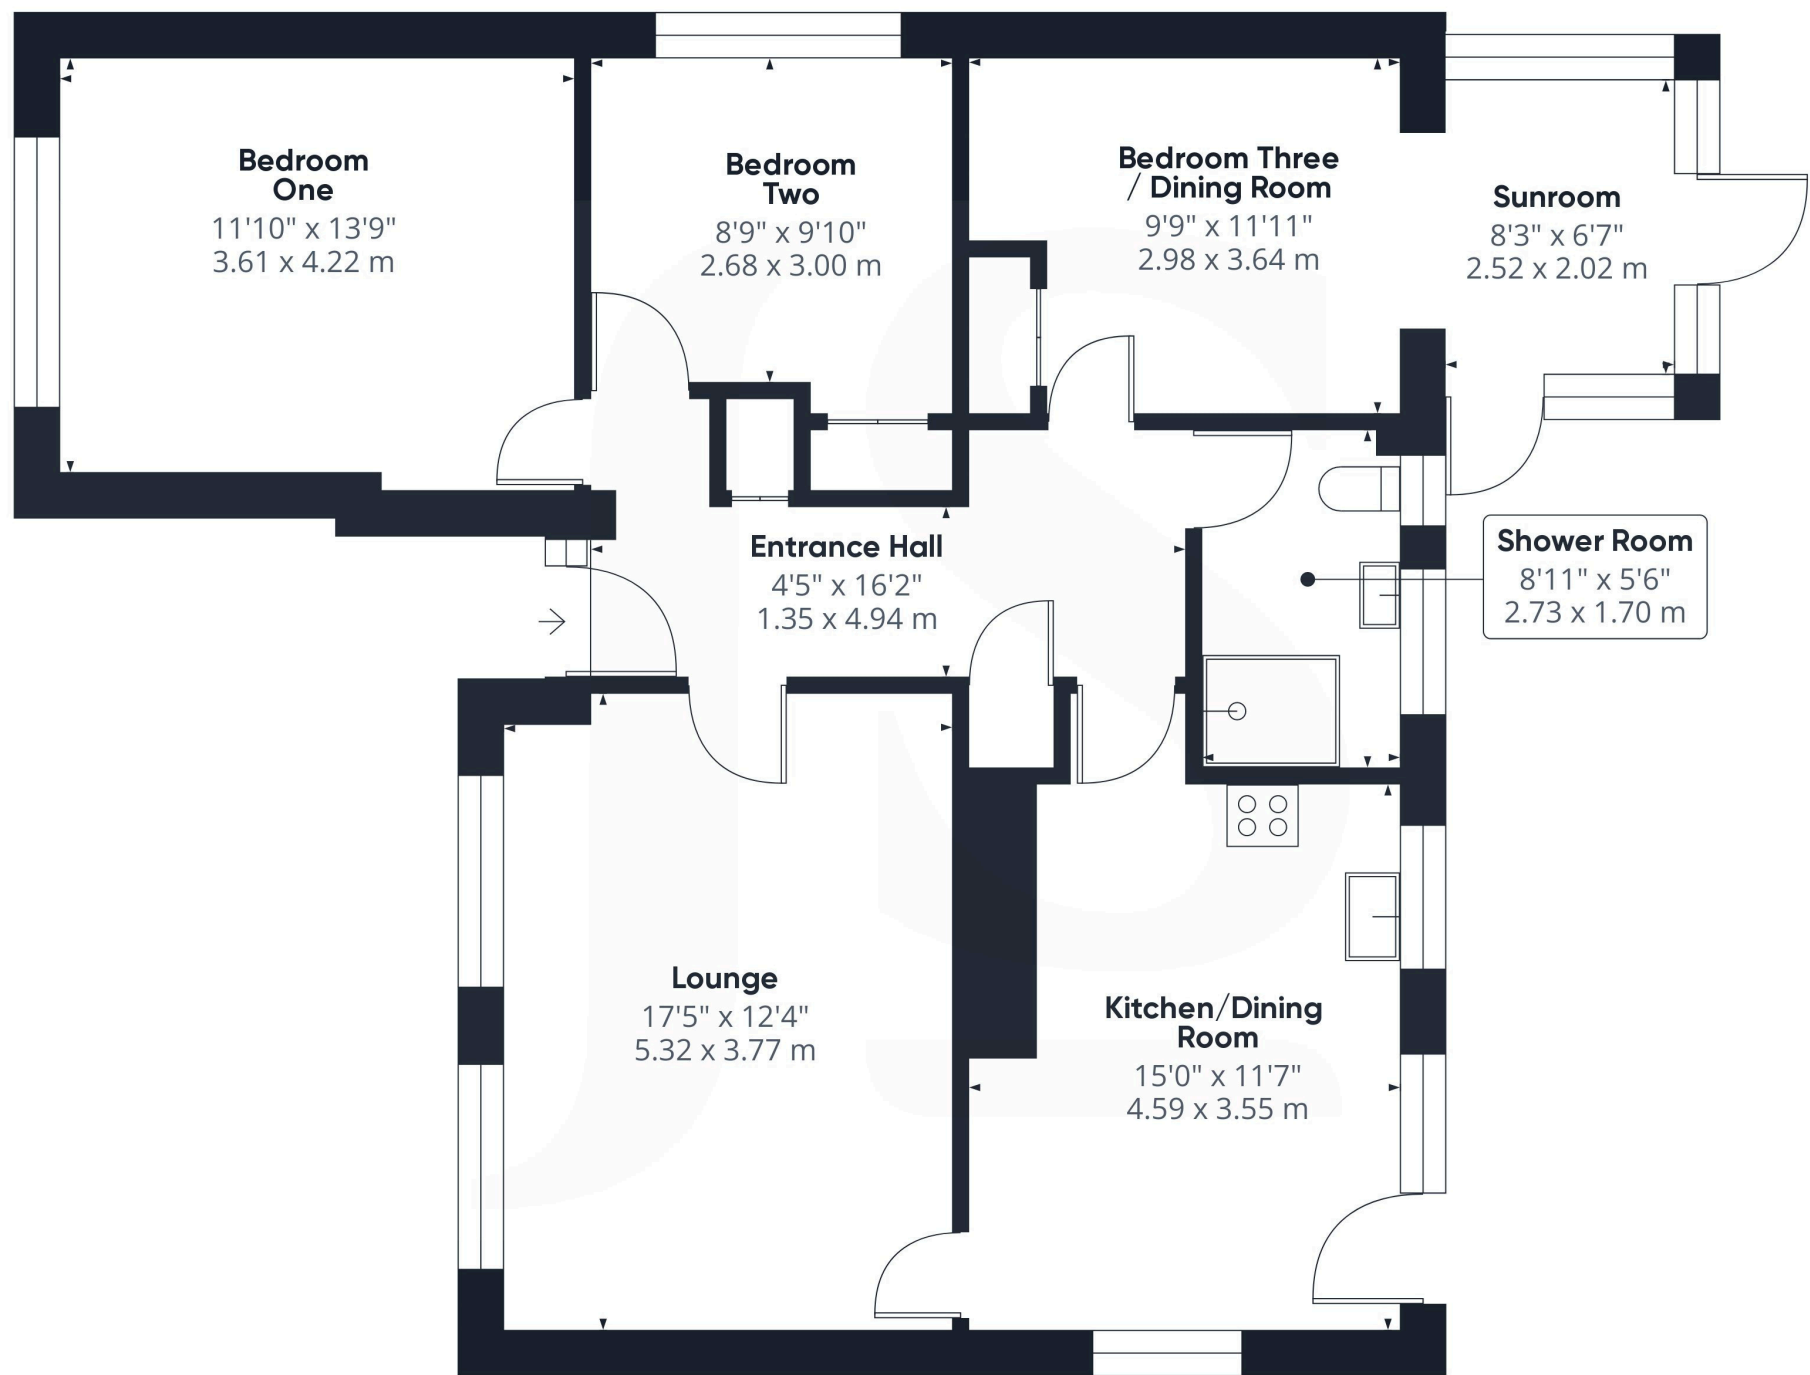 Bedroom
One
11'10" x 13'9"
3.61 x 4.22 m
Bedroom
Two
8'9" x 9'10"
2.68 x 3.00 m
Bedroom Three
/ Dining Room
9'9" x 11'11"
2.98 x 3.64 m
Sunroom
8'3" x 6'7"
2.52 x 2.02 m
Entrance Hall
4'5" x 16'2"
1.35 x 4.94 m
Shower Room
8'11" x 5'6"
2.73 x 1.70 m
Lounge
17'5" x 12'4"
5.32 x 3.77 m
Kitchen/Dining
Room
15'0" x 11'7"
4.59 x 3.55 m